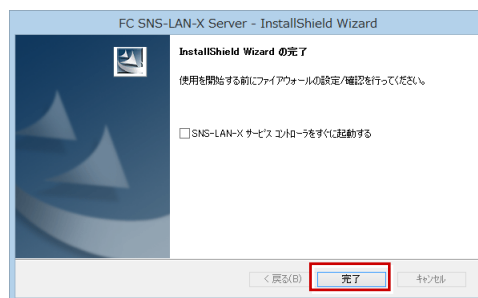 FC SNS-LAN-X Server - InstallShield Wizard
InstallShield Wizard の完了
使用を開始する前にファイアウォールの設定/確認を行ってください。
SNS-LAN-X サービス コントローラをすぐに起動する
< 戻る(B)
完了
キャンセル